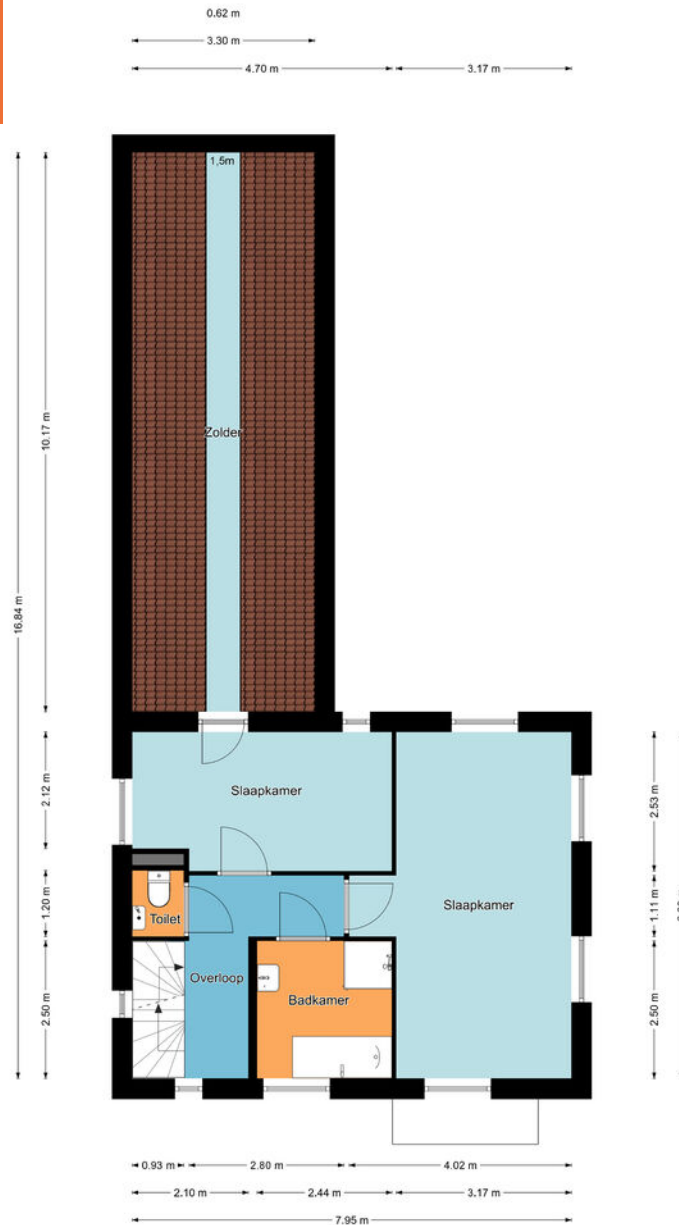 0.62 m
3.30 m
4.70 m
3.17 m
1,5m
10.17 m
16.84 m
Zolder
Slaapkamer
2.12 m
2.53 m
Slaapkamer
1.20 m
1.11 m
Toilet
Overloop
Badkamer
2.50 m
2.50 m
0.93 m
2.80 m
4.02 m
2.10 m
2.44 m
3.17 m
7.95 m